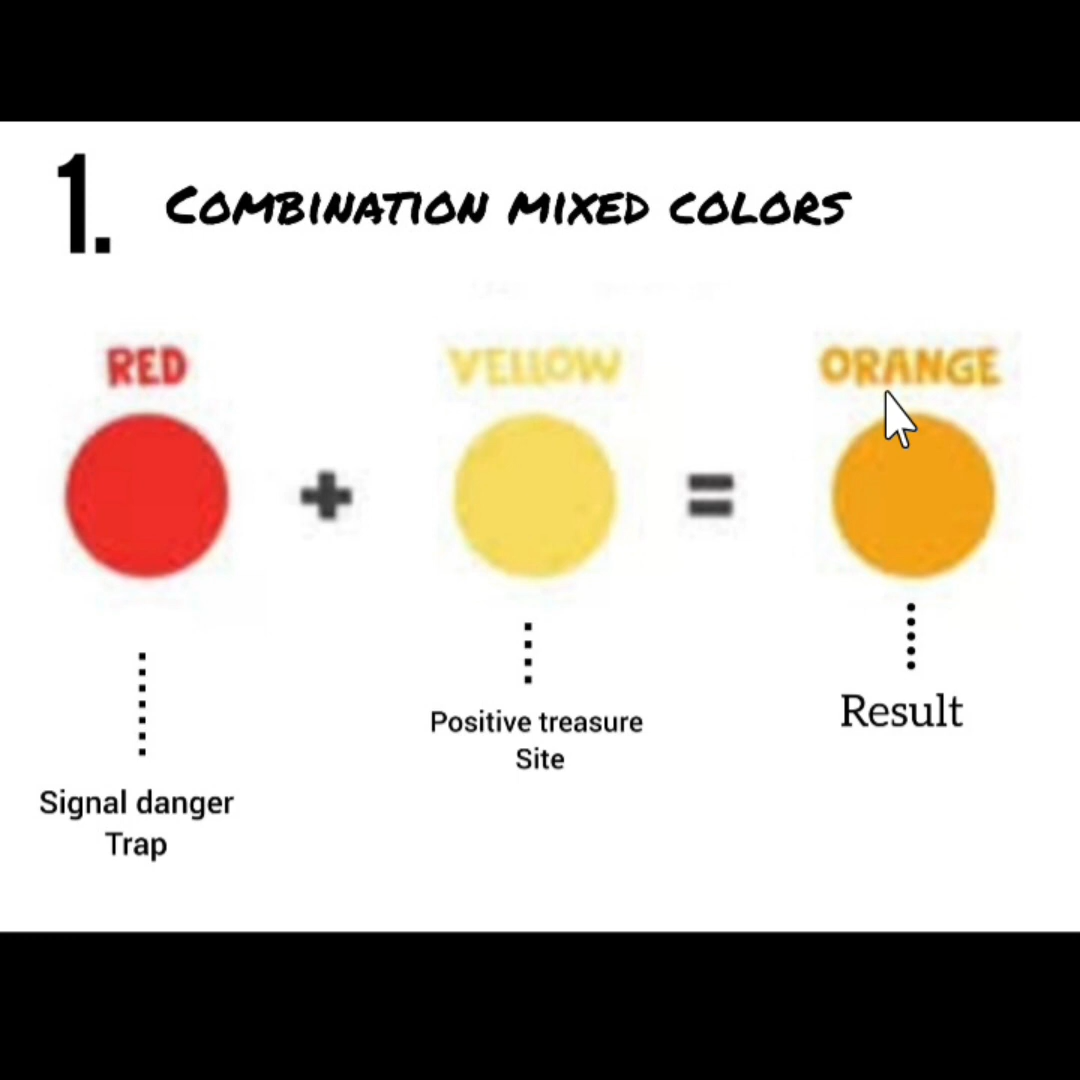 1. COMBINATION MIXED COLORS
RED
YELLOW
ORANGE
+
=
Positive treasure
Site
Result
Signal danger
Trap